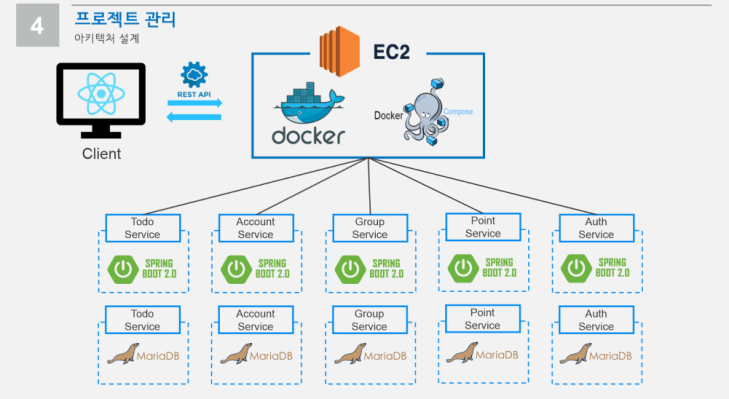 4
프로젝트 관리
아키텍처 설계
EC2
REST API
docker
Docker
Compose
Client
Todo
Service
Account
Service
Group
Service
Point
Service
Auth
Service
SPRING
BOOT 2.0
SPRING
BOOT 2.0
SPRING
BOOT 2.0
SPRING
BOOT 2.0
SPRING
BOOT 2.0
Todo
Service
Account
Service
Group
Service
Point
Service
Auth
Service
MariaDB
MariaDB
MariaDB
MariaDB
MariaDB